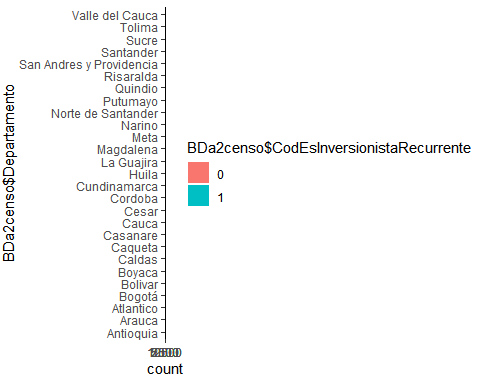 Valle del Cauca
Tolima
Sucre
Santander
San Andres y Providencia
Risaralda
Quindio
Putumayo
Norte de Santander
Narino
Meta
Magdalena
La Guajira
Huila
Cundinamarca
Cordoba
Cesar
Cauca
Casanare
Caqueta
Caldas
Boyaca
Bolivar
Bogotá
Atlantico
Arauca
Antioquia
BDa2censo$Departamento
count
BDa2censo$CodEsInversionistaRecurrente
0
1